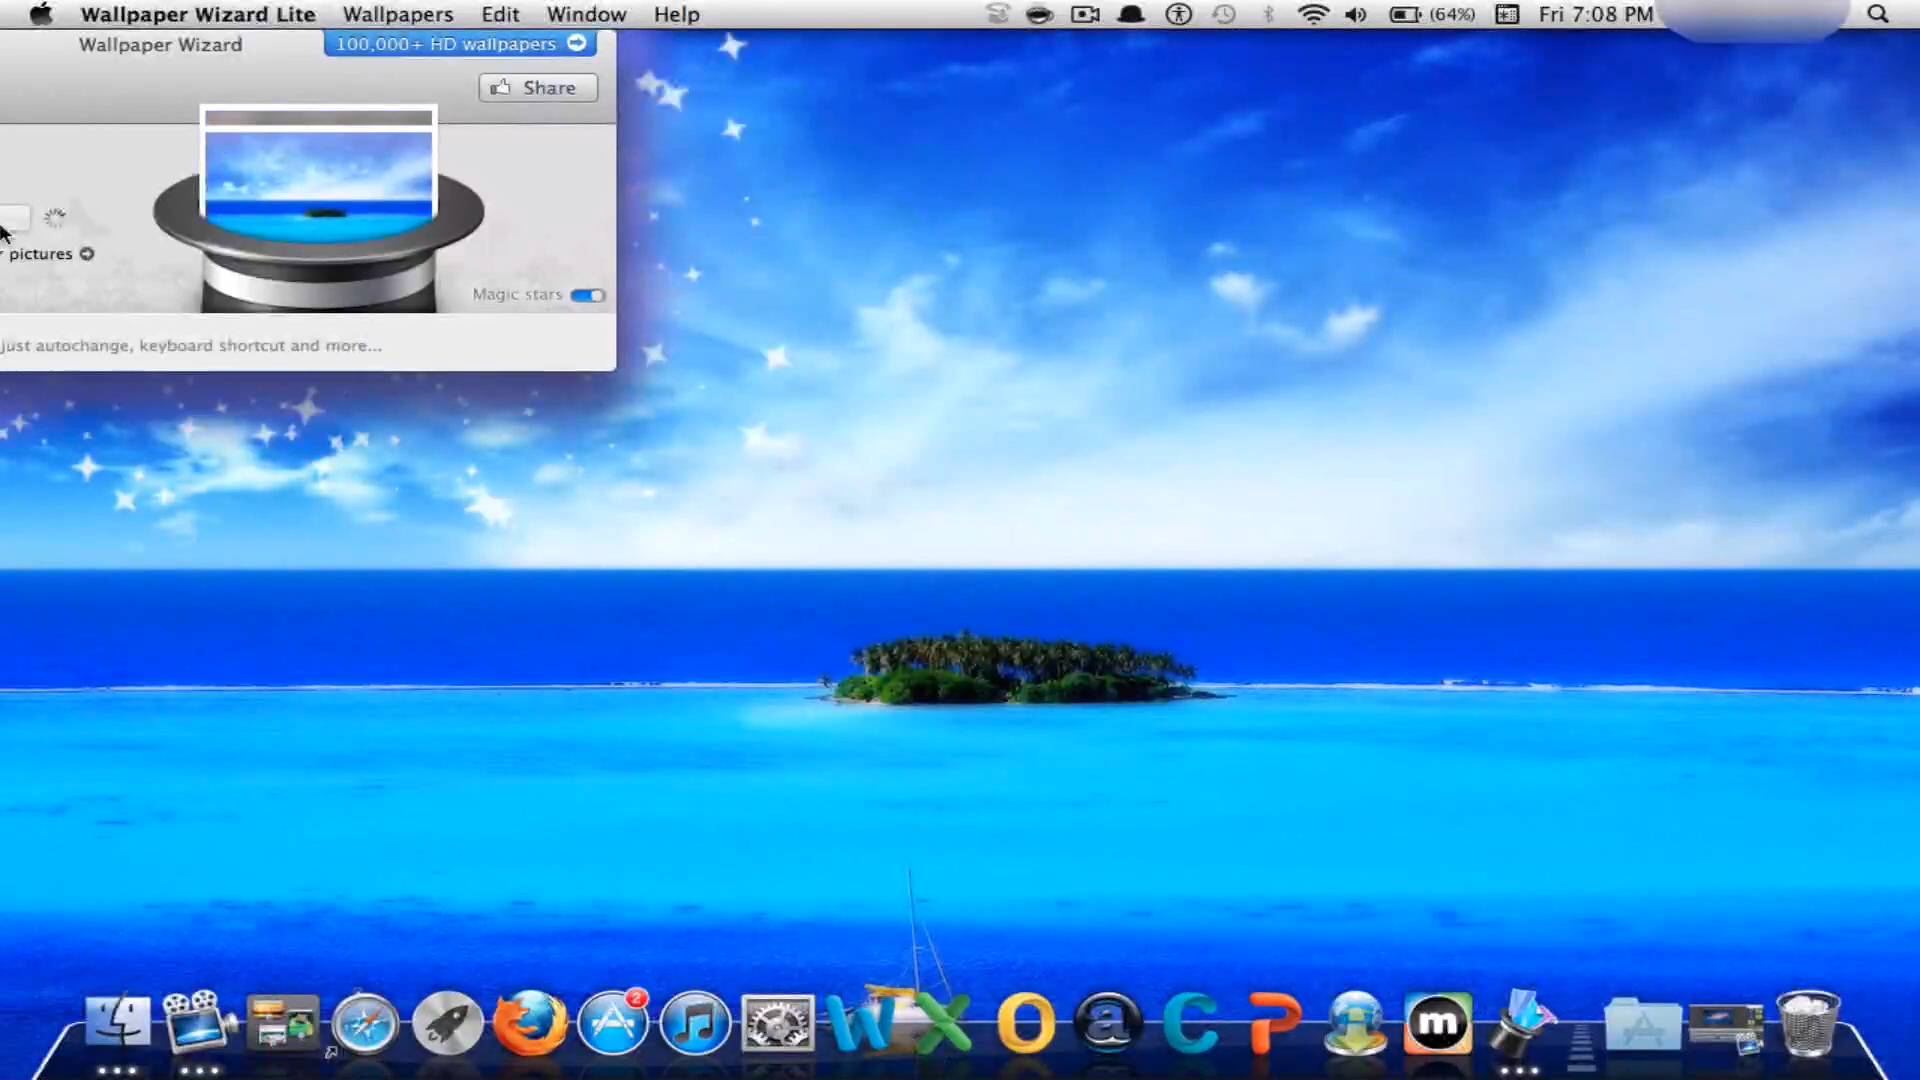 Wallpaper Wizard Lite Wallpapers Edit Window Help (64%) Fri 7:08 PM
Wallpaper Wizard 100,000+ HD wallpapers
Share
pictures
Magic stars
just autochange, keyboard shortcut and more...
2
W X O a C P m